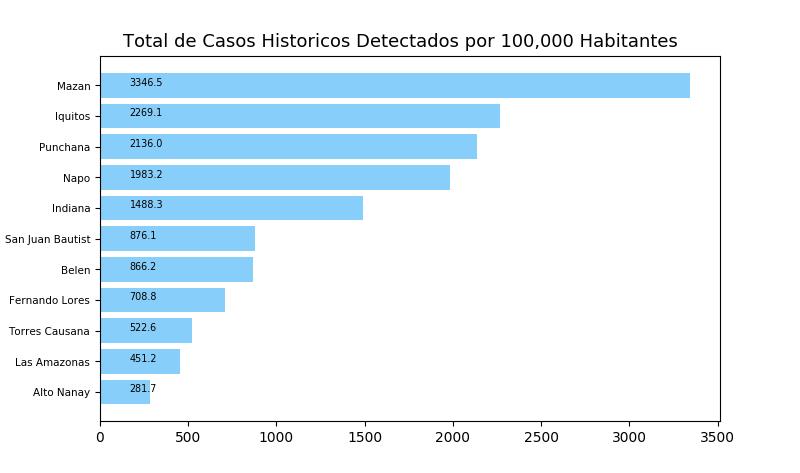 Total de Casos Historicos Detectados por 100,000 Habitantes
Mazan 3346.5
Iquitos 2269.1
Punchana 2136.0
Napo 1983.2
Indiana 1488.3
San Juan Bautist 876.1
Belen 866.2
Fernando Lores 708.8
Torres Causana 522.6
Las Amazonas 451.2
Alto Nanay 281.7
0 500 1000 1500 2000 2500 3000 3500